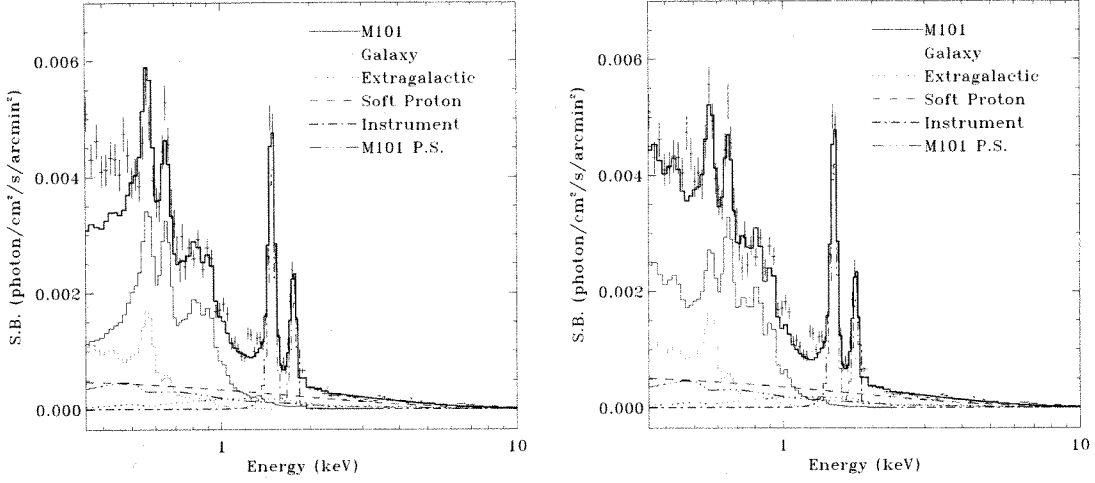 M101
Galaxy
Extragalactic
Soft Proton
Instrument
M101 P.S.
0.006
0.004
0.002
0.000
S.B. (photon/cm²/s/arcmin²)
1
10
Energy (keV)
M101
Galaxy
Extragalactic
Soft Proton
Instrument
M101 P.S.
0.006
0.004
0.002
0.000
S.B. (photon/cm²/s/arcmin²)
1
10
Energy (keV)